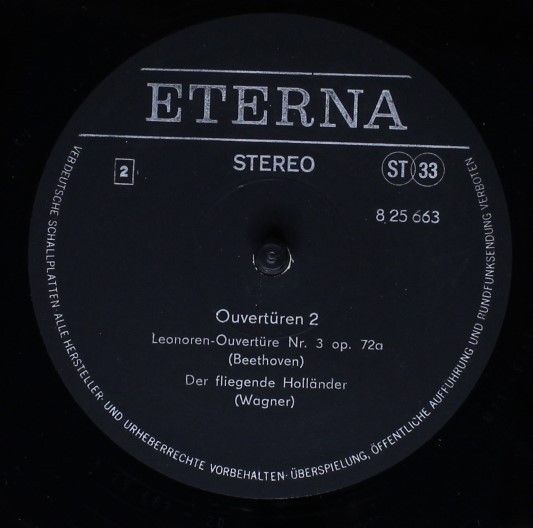 ETERNA
STEREO
2
ST 33
8 25 663
Ouvertüren 2
Leonoren-Ouvertüre Nr. 3 op. 72a
(Beethoven)
Der fliegende Holländer
(Wagner)
VEB DEUTSCHE SCHALLPLATTEN ALLE HERSTELLER- UND URHEBERRECHTE VORBEHALTEN · ÜBERSPIELUNG, ÖFFENTLICHE AUFFÜHRUNG UND RUNDFUNKSENDUNG VERBOTEN